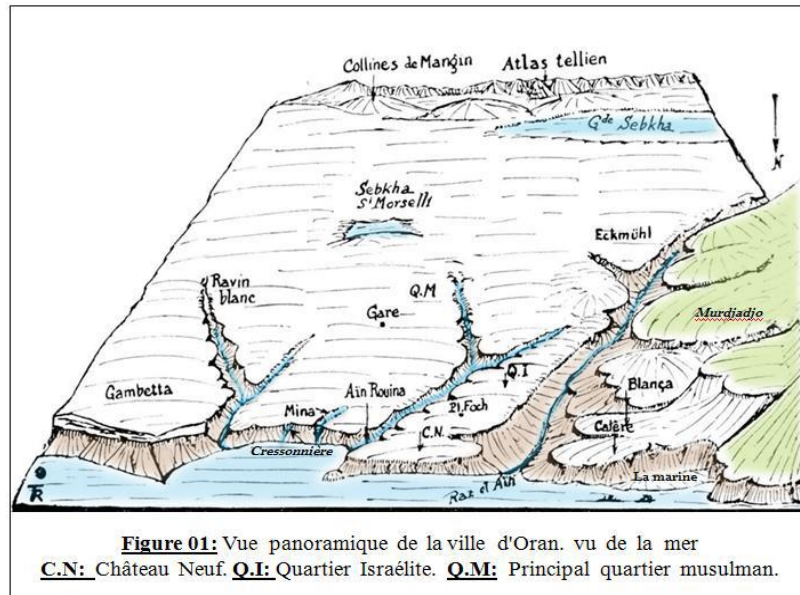 Collines de Mangin
Atlas tellien
Gde Sebkha
N
Sebkha
St Morselli
Eckmühl
Ravin
blanc
Q.M
Gare
Murdjadjo
Gambetta
Mina
Aïn Rouina
Q.I
Pl. Foch
Blança
C.N.
Calère
Cressonnière
La marine
Raz el Aïn
Figure 01: Vue panoramique de la ville d'Oran. vu de la mer
C.N: Château Neuf. Q.I: Quartier Israélite. Q.M: Principal quartier musulman.